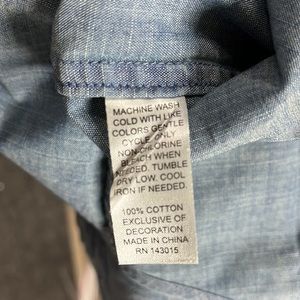 MACHINE WASH
COLD WITH LIKE
COLORS GENTLE
CYCLE. ONLY
NON-CHLORINE
BLEACH WHEN
NEEDED. TUMBLE
DRY LOW. COOL
IRON IF NEEDED.
100% COTTON
EXCLUSIVE OF
DECORATION
MADE IN CHINA
RN 143015